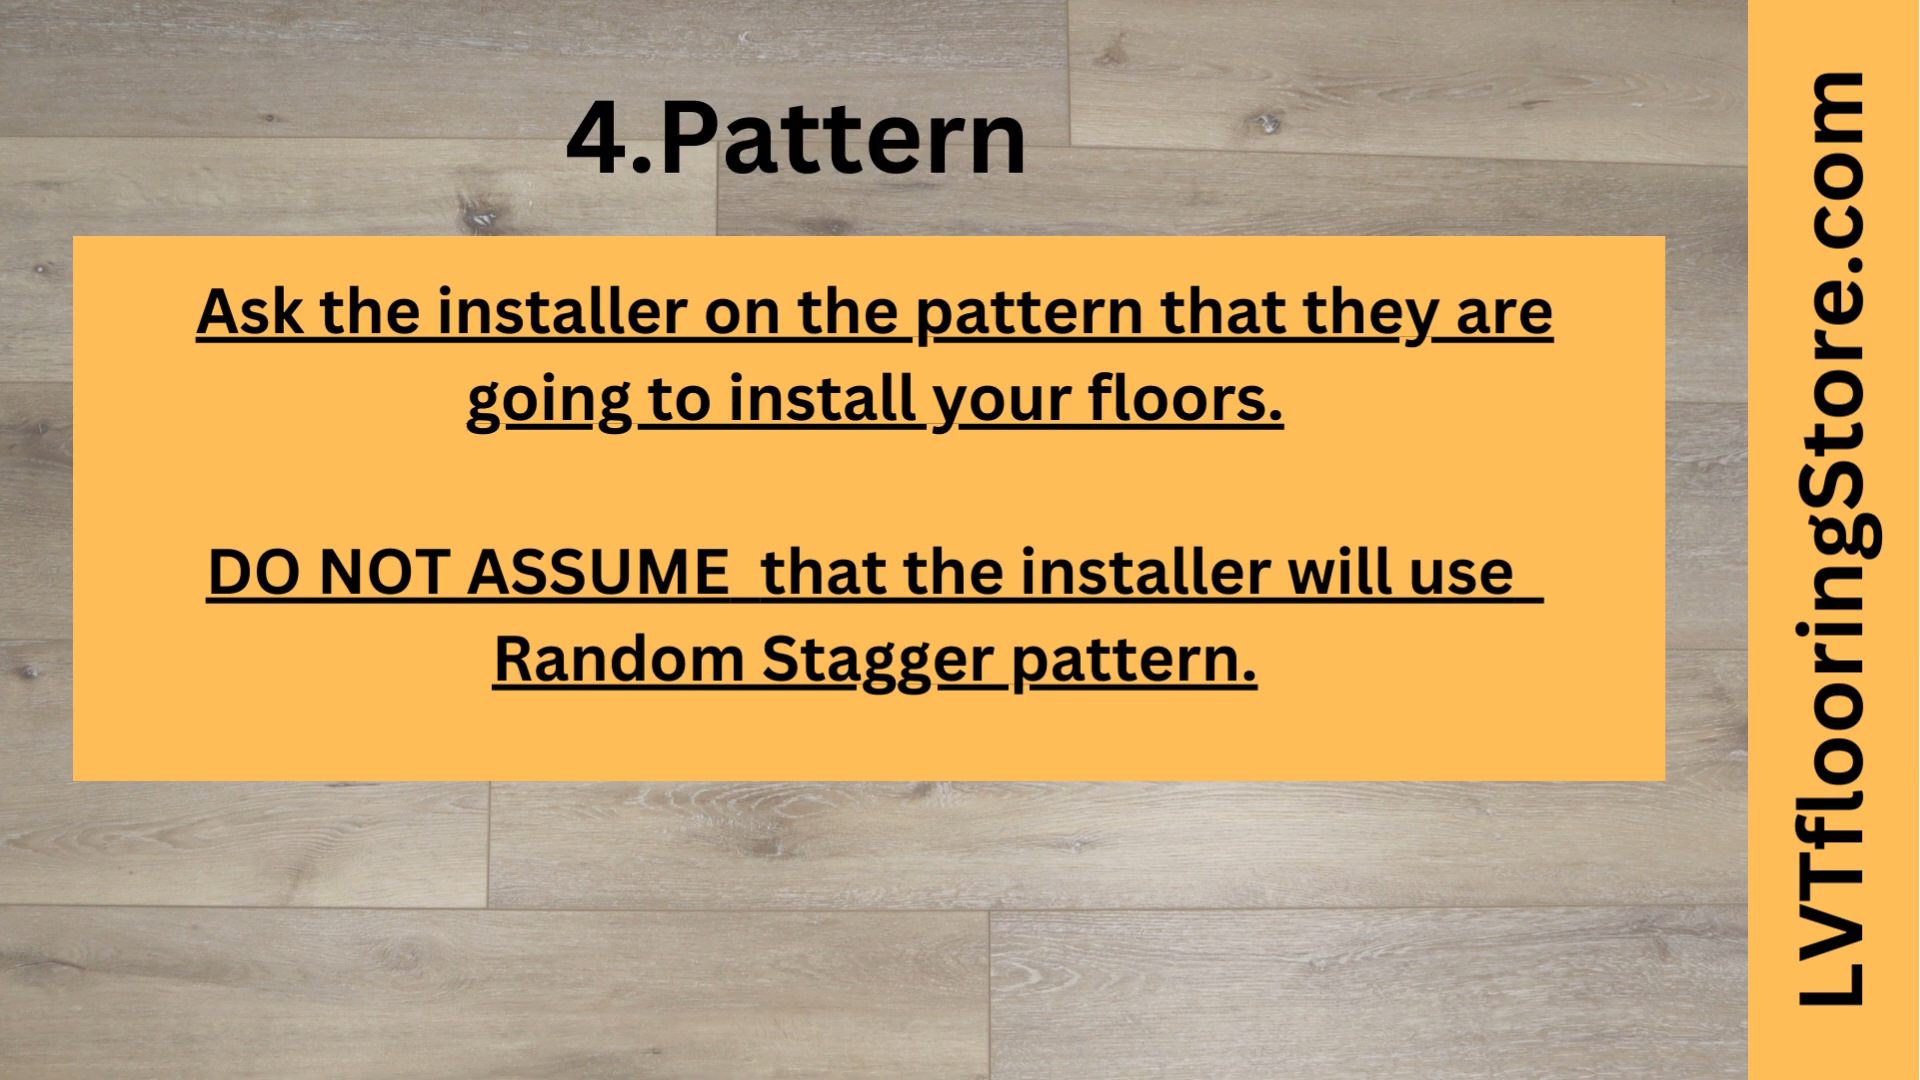 4.Pattern
Ask the installer on the pattern that they are
going to install your floors.
DO NOT ASSUME  that the installer will use
Random Stagger pattern.
LVTflooringStore.com